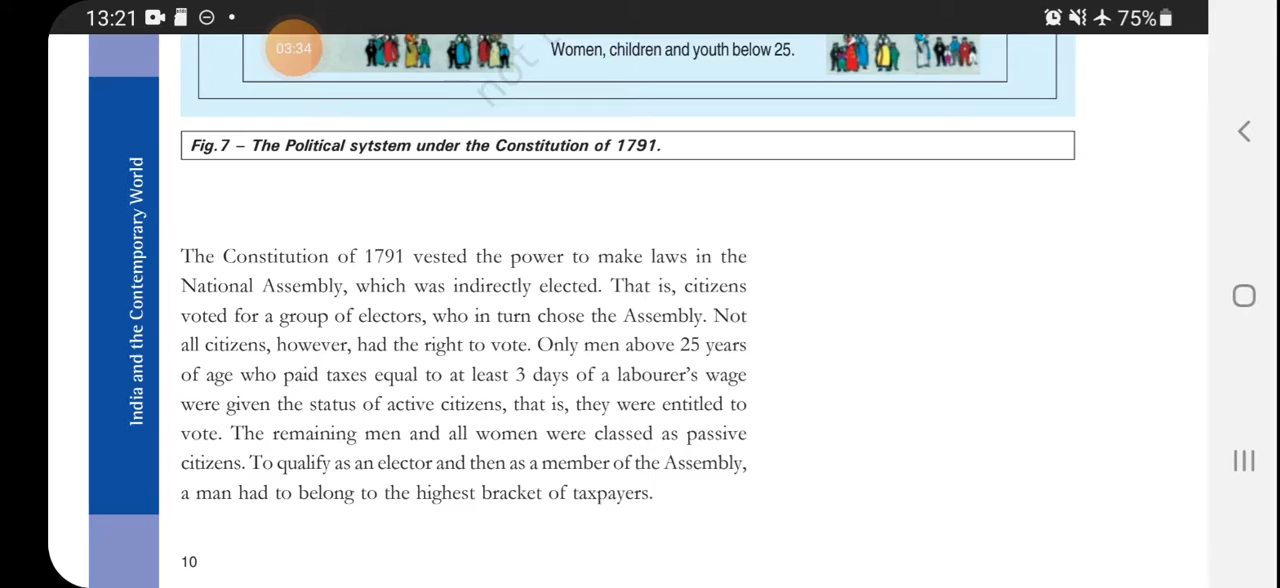 13:21
75%
03:34
not
Women, children and youth below 25.
Fig.7 – The Political sytstem under the Constitution of 1791.
India and the Contemporary World
The Constitution of 1791 vested the power to make laws in the
National Assembly, which was indirectly elected. That is, citizens
voted for a group of electors, who in turn chose the Assembly. Not
all citizens, however, had the right to vote. Only men above 25 years
of age who paid taxes equal to at least 3 days of a labourer's wage
were given the status of active citizens, that is, they were entitled to
vote. The remaining men and all women were classed as passive
citizens. To qualify as an elector and then as a member of the Assembly,
a man had to belong to the highest bracket of taxpayers.
10